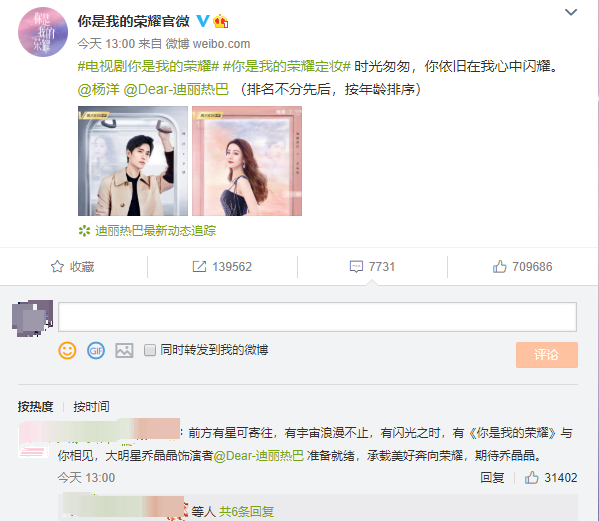 你是我的荣耀官微
今天 13:00 来自 微博 weibo.com
#电视剧你是我的荣耀# #你是我的荣耀定妆# 时光匆匆，你依旧在我心中闪耀。
@杨洋 @Dear-迪丽热巴 （排名不分先后，按年龄排序）
迪丽热巴最新动态追踪
收藏 139562 7731 709686
GIF 同时转发到我的微博 评论
按热度 按时间
：前方有星可寄往，有宇宙浪漫不止，有闪光之时，有《你是我的荣耀》与
你相见，大明星乔晶晶饰演者@Dear-迪丽热巴 准备就绪，承载美好奔向荣耀，期待乔晶晶。
今天 13:00 回复 31402
等人 共6条回复